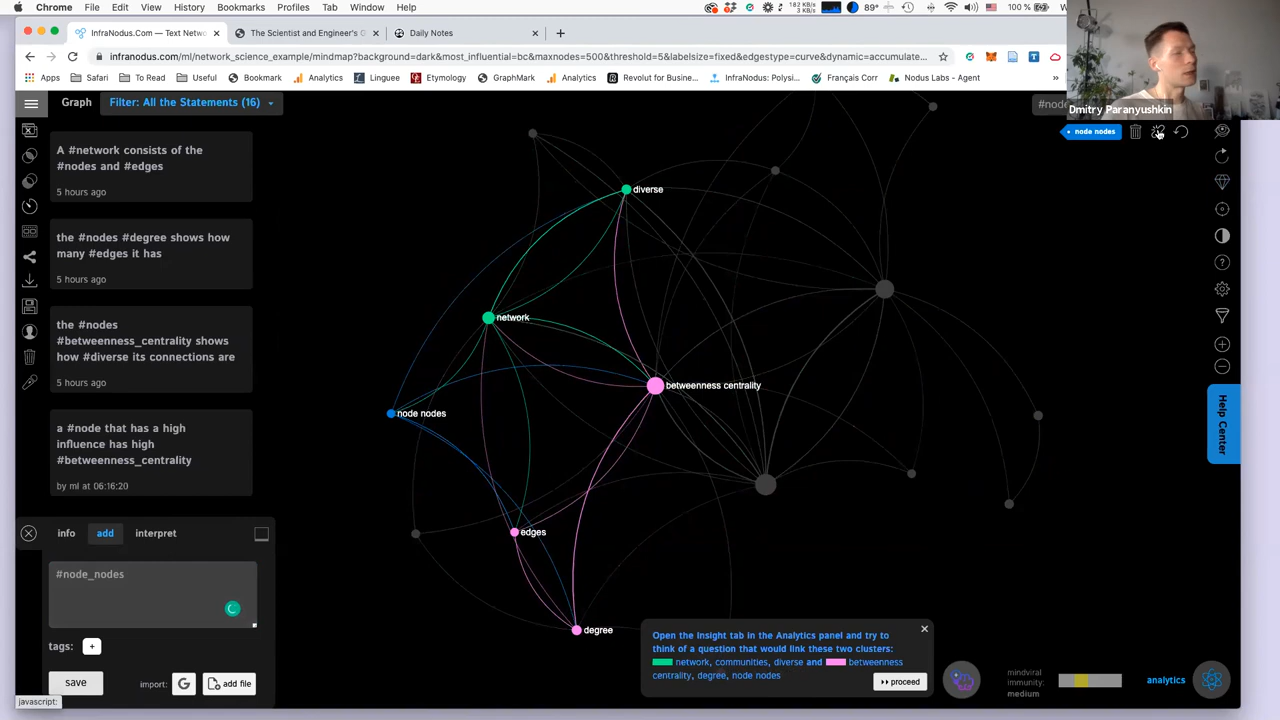 Chrome File Edit View History Bookmarks Profiles Tab Window Help
182 KB
3 KB
89°
100 %
InfraNodus.Com — Text Netwo
The Scientist and Engineer's G
Daily Notes
infranodus.com/ml/network_science_example/mindmap?background=dark&most_influential=bc&maxnodes=500&threshold=5&labelsize=fixed&edgestype=curve&dynamic=accumulate...
Apps Safari To Read Useful Bookmark Analytics Linguee Etymology GraphMark Analytics Revolut for Busine... InfraNodus: Polysi... Français Corr Nodus Labs - Agent
Dmitry Paranyushkin
Graph
Filter: All the Statements (16)
#node
node nodes
A #network consists of the
#nodes and #edges
5 hours ago
the #nodes #degree shows how
many #edges it has
5 hours ago
the #nodes
#betweenness_centrality shows
how #diverse its connections are
5 hours ago
a #node that has a high
influence has high
#betweenness_centrality
by ml at 06:16:20
diverse
network
betweenness centrality
node nodes
edges
degree
Help Center
info add interpret
#node_nodes
tags: +
save
import: G add file
javascript:
Open the Insight tab in the Analytics panel and try to
think of a question that would link these two clusters:
network, communities, diverse and betweenness
centrality, degree, node nodes
proceed
mindviral
immunity:
medium
analytics